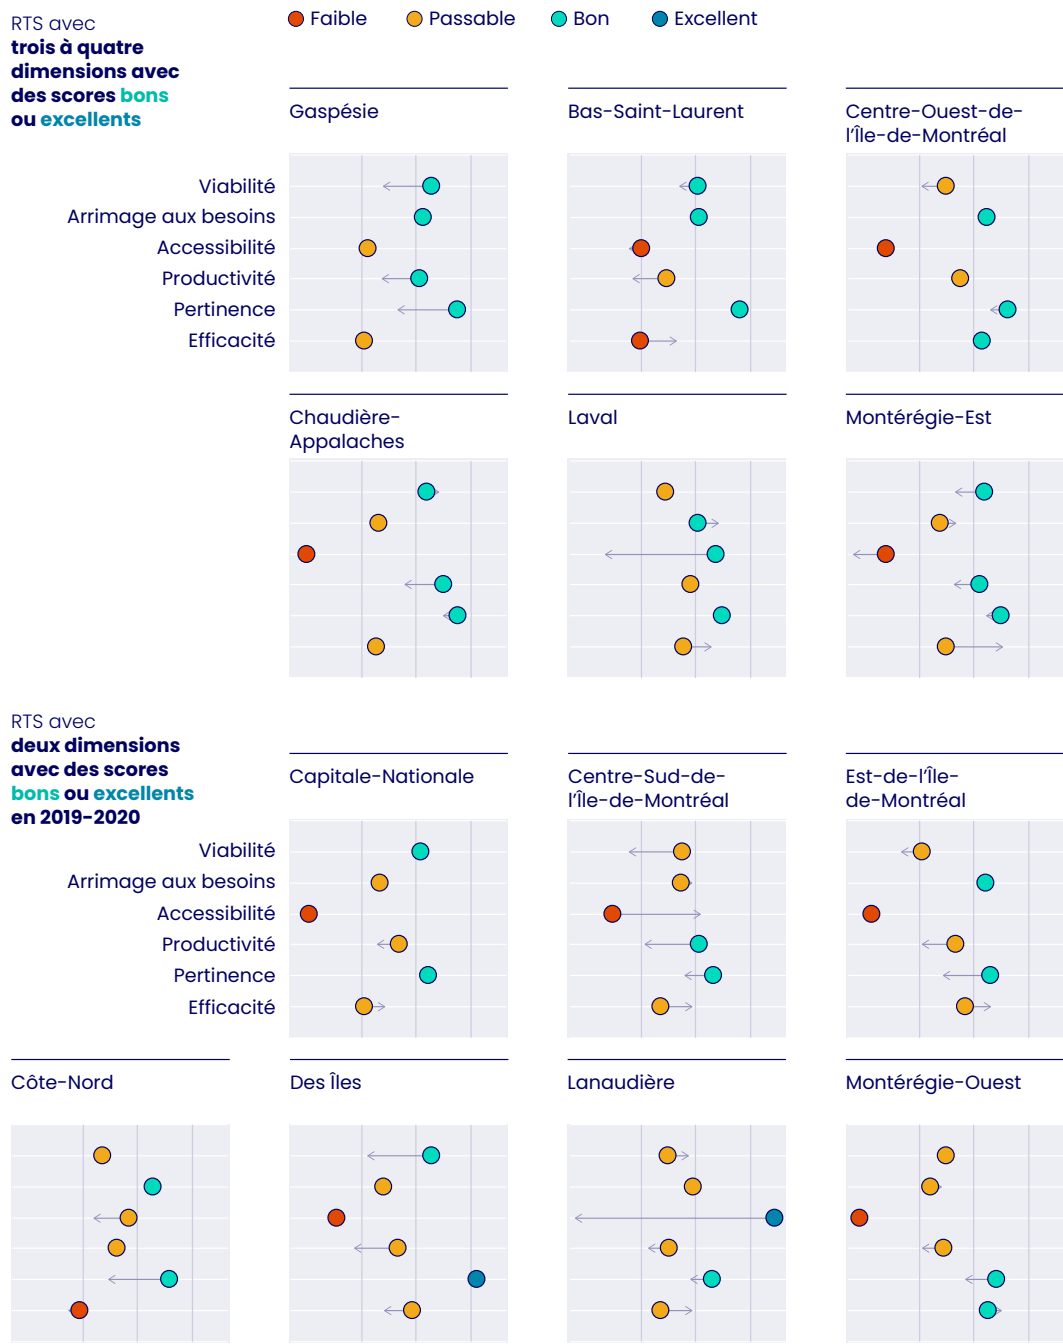 RTS avec
trois à quatre
dimensions avec
des scores bons
ou excellents
Faible
Passable
Bon
Excellent
Gaspésie
Bas-Saint-Laurent
Centre-Ouest-de-
l'Île-de-Montréal
Viabilité
Arrimage aux besoins
Accessibilité
Productivité
Pertinence
Efficacité
Chaudière-
Appalaches
Laval
Montérégie-Est
RTS avec
deux dimensions
avec des scores
bons ou excellents
en 2019-2020
Capitale-Nationale
Centre-Sud-de-
l'Île-de-Montréal
Est-de-l'Île-
de-Montréal
Viabilité
Arrimage aux besoins
Accessibilité
Productivité
Pertinence
Efficacité
Côte-Nord
Des Îles
Lanaudière
Montérégie-Ouest